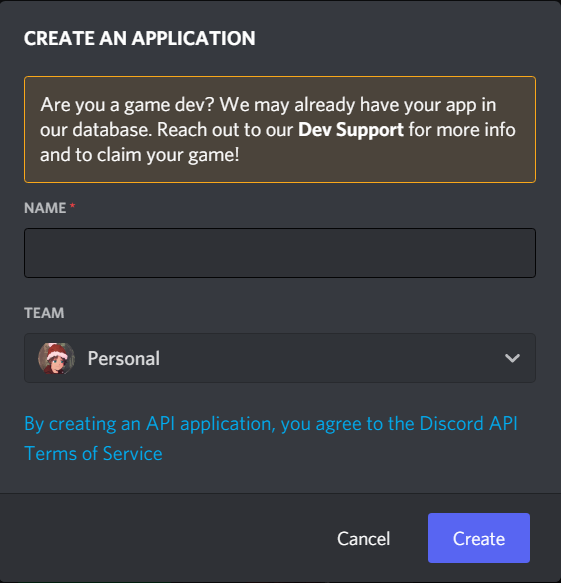 CREATE AN APPLICATION
Are you a game dev? We may already have your app in
our database. Reach out to our Dev Support for more info
and to claim your game!
NAME *
TEAM
Personal
By creating an API application, you agree to the Discord API
Terms of Service
Cancel
Create